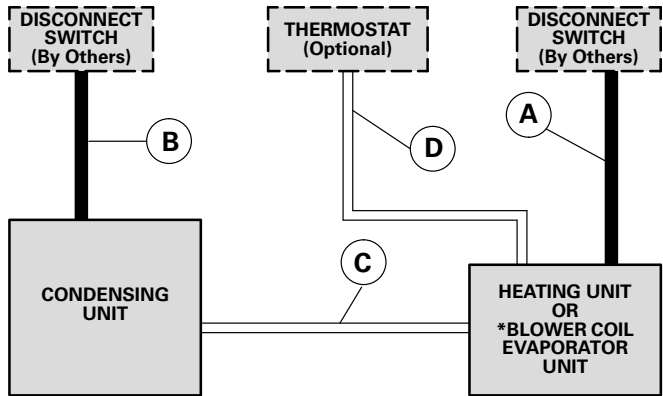 DISCONNECT
SWITCH
(By Others)
THERMOSTAT
(Optional)
DISCONNECT
SWITCH
(By Others)
B
D
A
C
CONDENSING
UNIT
HEATING UNIT
OR
*BLOWER COIL
EVAPORATOR
UNIT